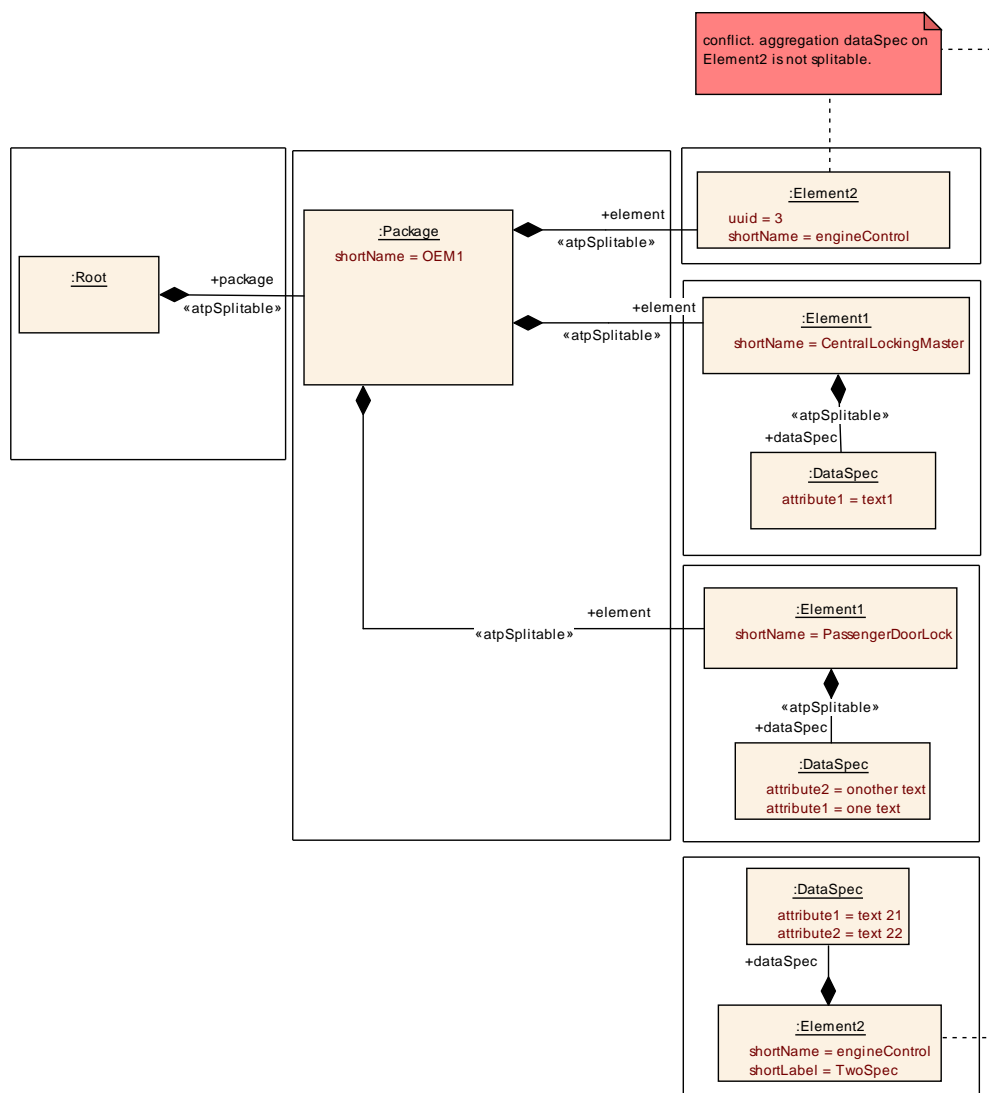 conflict. aggregation dataSpec on
Element2 is not splitable.
:Element2
uuid = 3
shortName = engineControl
+element
«atpSplitable»
:Package
shortName = OEM1
:Root
+package
«atpSplitable»
+element
«atpSplitable»
:Element1
shortName = CentralLockingMaster
«atpSplitable»
+dataSpec
:DataSpec
attribute1 = text1
+element
«atpSplitable»
:Element1
shortName = PassengerDoorLock
«atpSplitable»
+dataSpec
:DataSpec
attribute2 = onother text
attribute1 = one text
:DataSpec
attribute1 = text 21
attribute2 = text 22
+dataSpec
:Element2
shortName = engineControl
shortLabel = TwoSpec